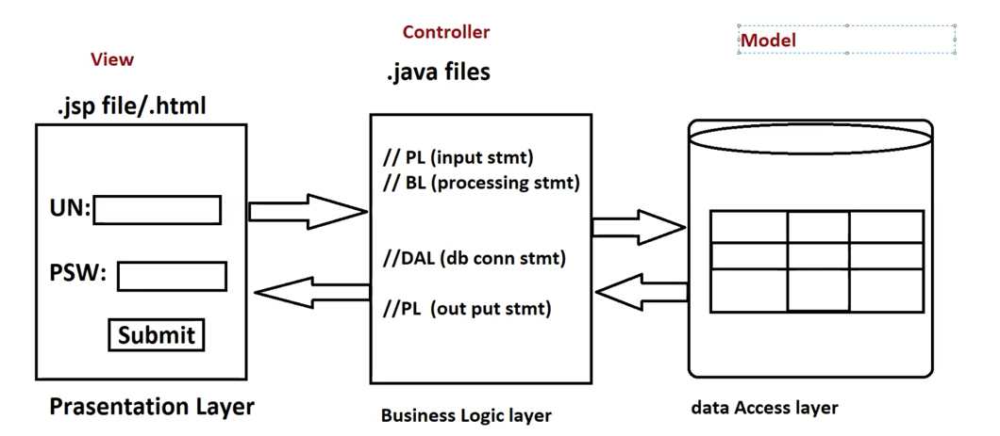 View
Controller
Model
.jsp file/.html
.java files
UN:
PSW:
Submit
// PL (input stmt)
// BL (processing stmt)
//DAL (db conn stmt)
//PL (out put stmt)
Prasentation Layer
Business Logic layer
data Access layer